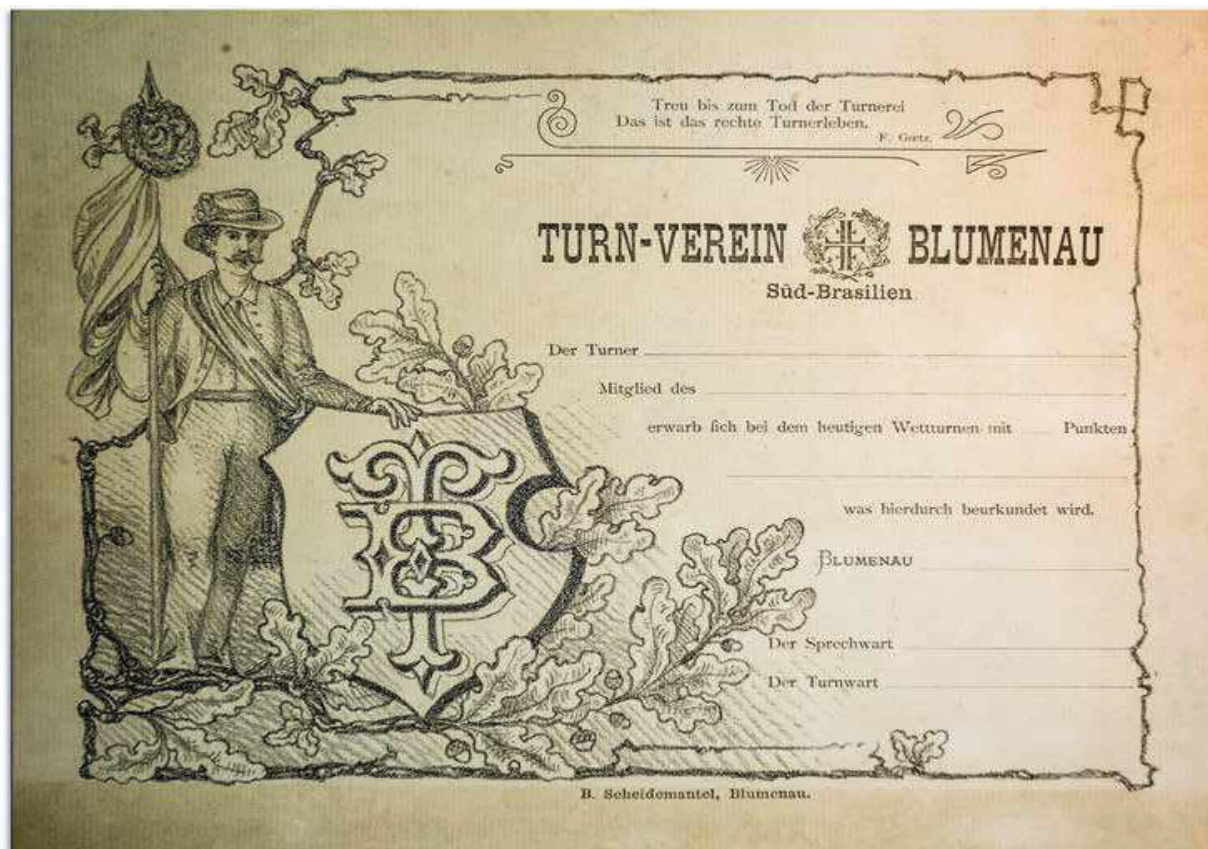 Treu bis zum Tod der Turnerei
Das ist das rechte Turnerleben.
F. Goetz.
TURN-VEREIN BLUMENAU
Süd-Brasilien
Der Turner
Mitglied des
erwarb sich bei dem heutigen Wettturnen mit Punkten
was hierdurch beurkundet wird.
BLUMENAU
Der Sprechwart
Der Turnwart
TB
B. Scheidemantel, Blumenau.